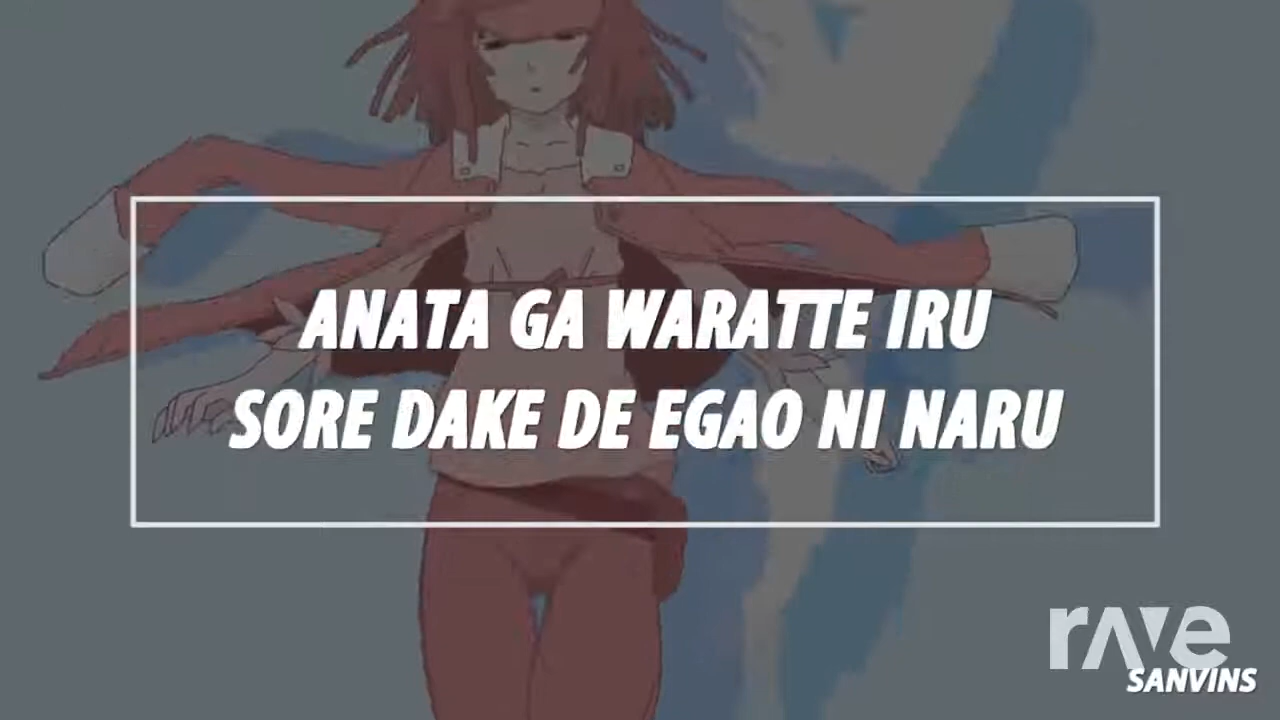 ANATA GA WARATTE IRU
SORE DAKE DE EGAO NI NARU
rave
SANVINS